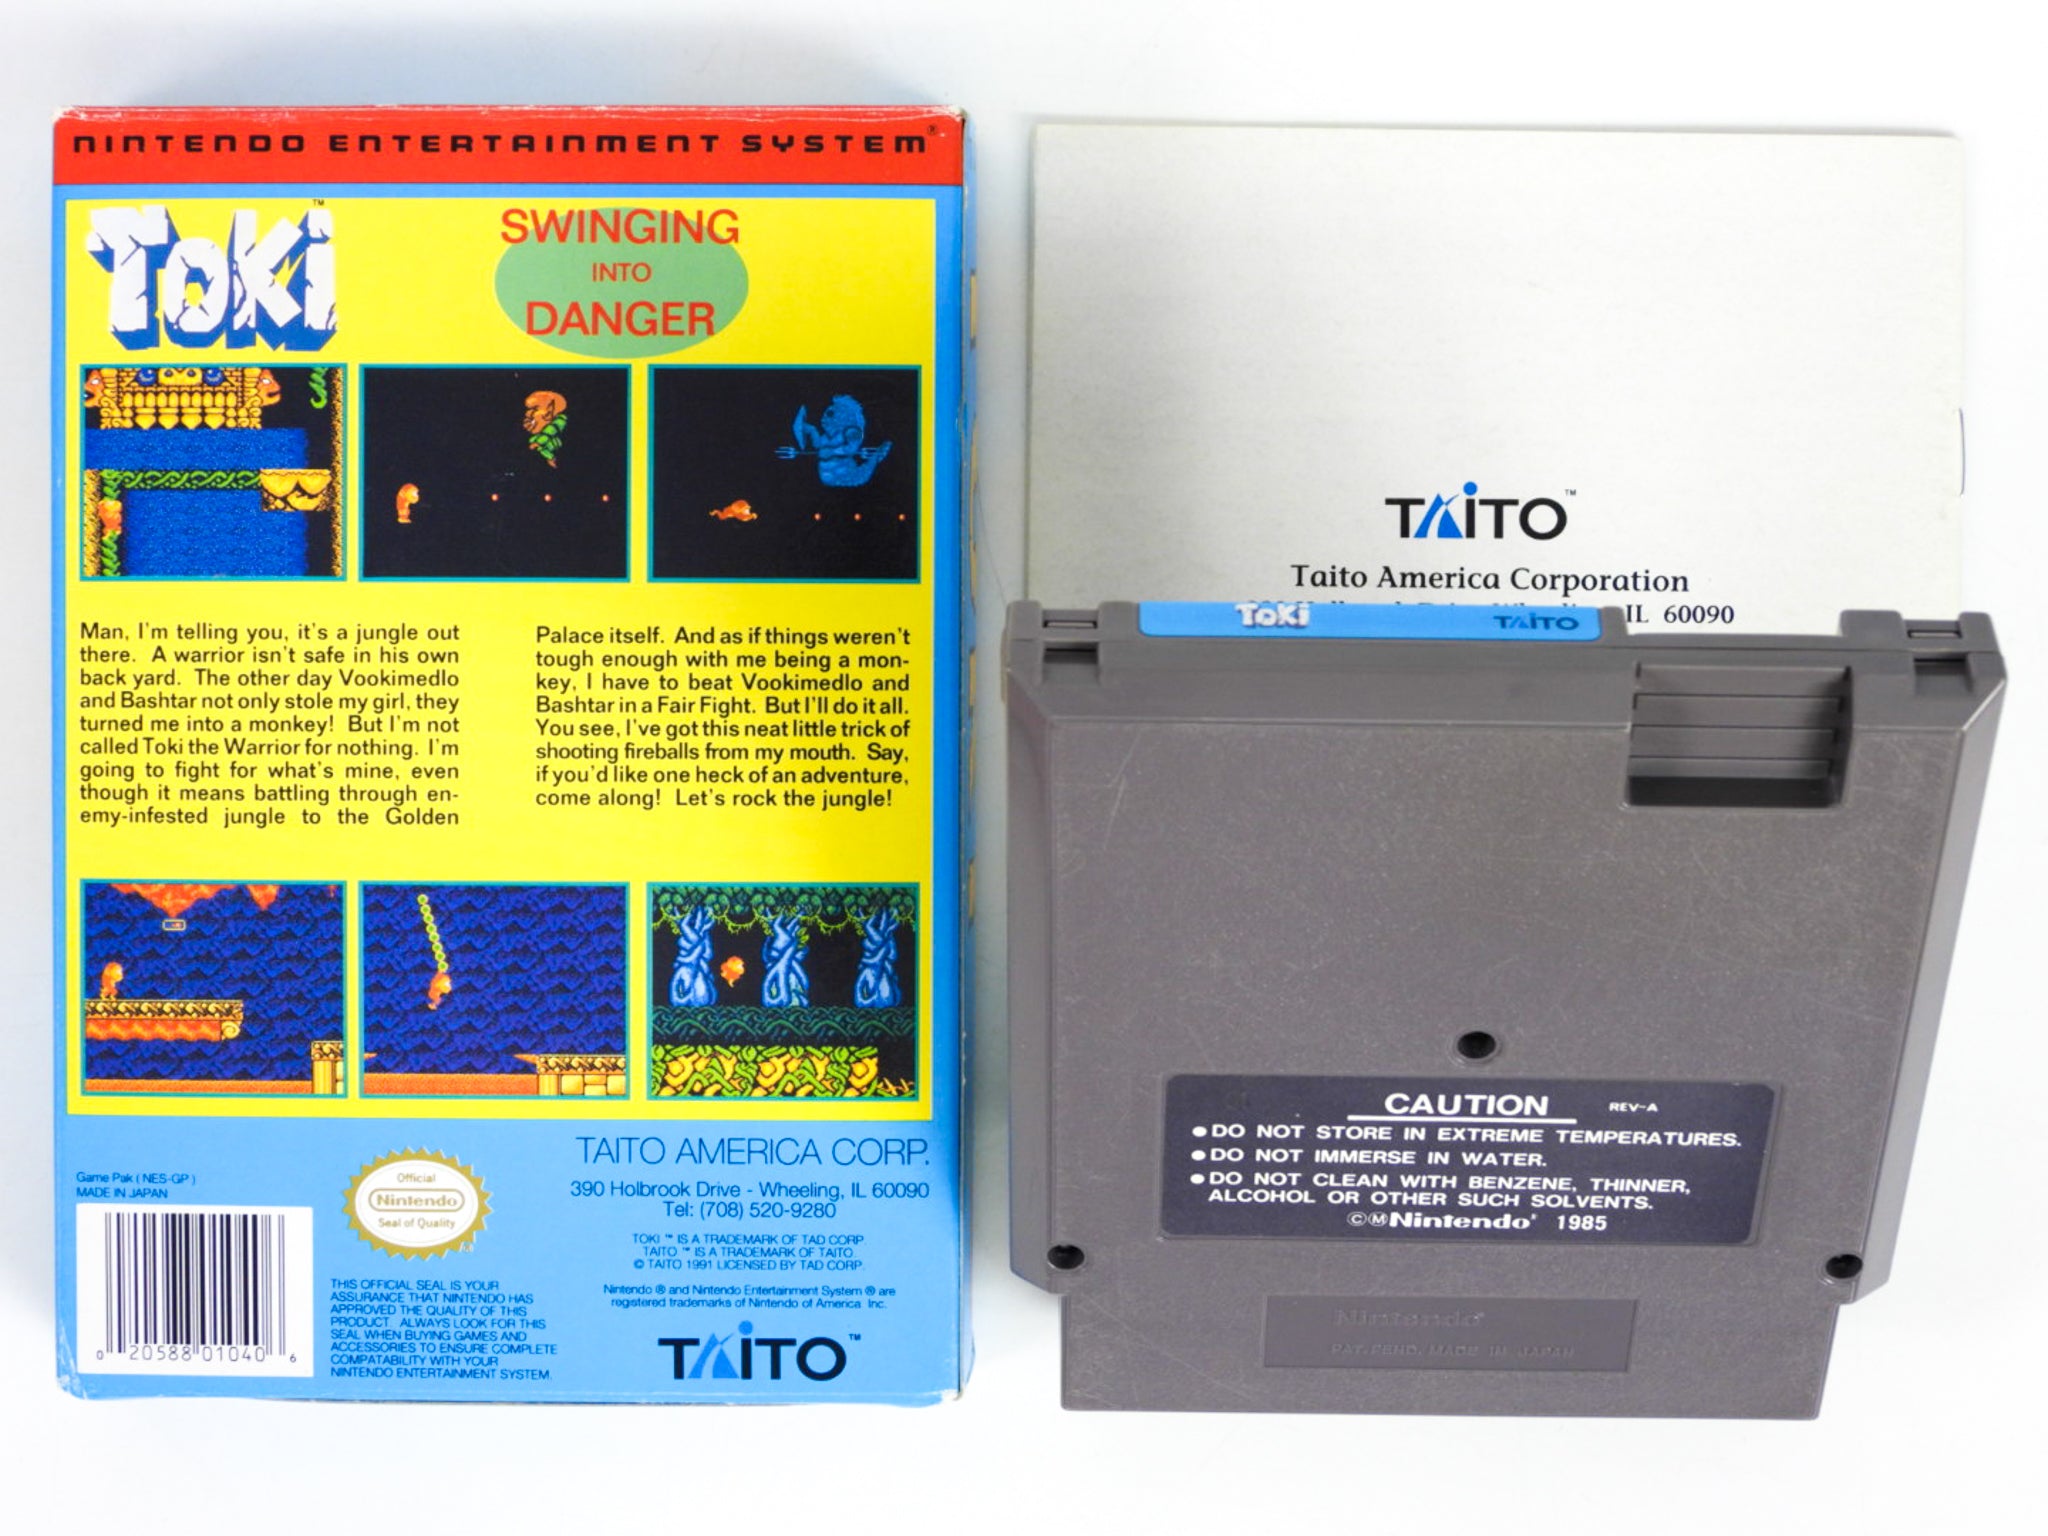 NINTENDO ENTERTAINMENT SYSTEM®
TOKI™
SWINGING
INTO
DANGER
Man, I'm telling you, it's a jungle out
there. A warrior isn't safe in his own
back yard. The other day Vookimedlo
and Bashtar not only stole my girl, they
turned me into a monkey! But I'm not
called Toki the Warrior for nothing. I'm
going to fight for what's mine, even
though it means battling through en-
emy-infested jungle to the Golden
Palace itself. And as if things weren't
tough enough with me being a mon-
key, I have to beat Vookimedlo and
Bashtar in a Fair Fight. But I'll do it all.
You see, I've got this neat little trick of
shooting fireballs from my mouth. Say,
if you'd like one heck of an adventure,
come along! Let's rock the jungle!
Game Pak (NES-GP)
MADE IN JAPAN
0 20588 01040 6
Official
Nintendo
Seal of Quality
THIS OFFICIAL SEAL IS YOUR
ASSURANCE THAT NINTENDO HAS
APPROVED THE QUALITY OF THIS
PRODUCT. ALWAYS LOOK FOR THIS
SEAL WHEN BUYING GAMES AND
ACCESSORIES TO ENSURE COMPLETE
COMPATABILITY WITH YOUR
NINTENDO ENTERTAINMENT SYSTEM.
TAITO AMERICA CORP.
390 Holbrook Drive - Wheeling, IL 60090
Tel: (708) 520-9280
TOKI ™ IS A TRADEMARK OF TAD CORP.
TAITO ™ IS A TRADEMARK OF TAITO.
© TAITO 1991 LICENSED BY TAD CORP.
Nintendo ® and Nintendo Entertainment System ® are
registered trademarks of Nintendo of America Inc.
TAITO™
TAITO™
Taito America Corporation
IL 60090
TOKI TAITO
CAUTION REV-A
●DO NOT STORE IN EXTREME TEMPERATURES.
●DO NOT IMMERSE IN WATER.
●DO NOT CLEAN WITH BENZENE, THINNER,
ALCOHOL OR OTHER SUCH SOLVENTS.
©ⓂNintendo® 1985
Nintendo®
PAT. PEND. MADE IN JAPAN